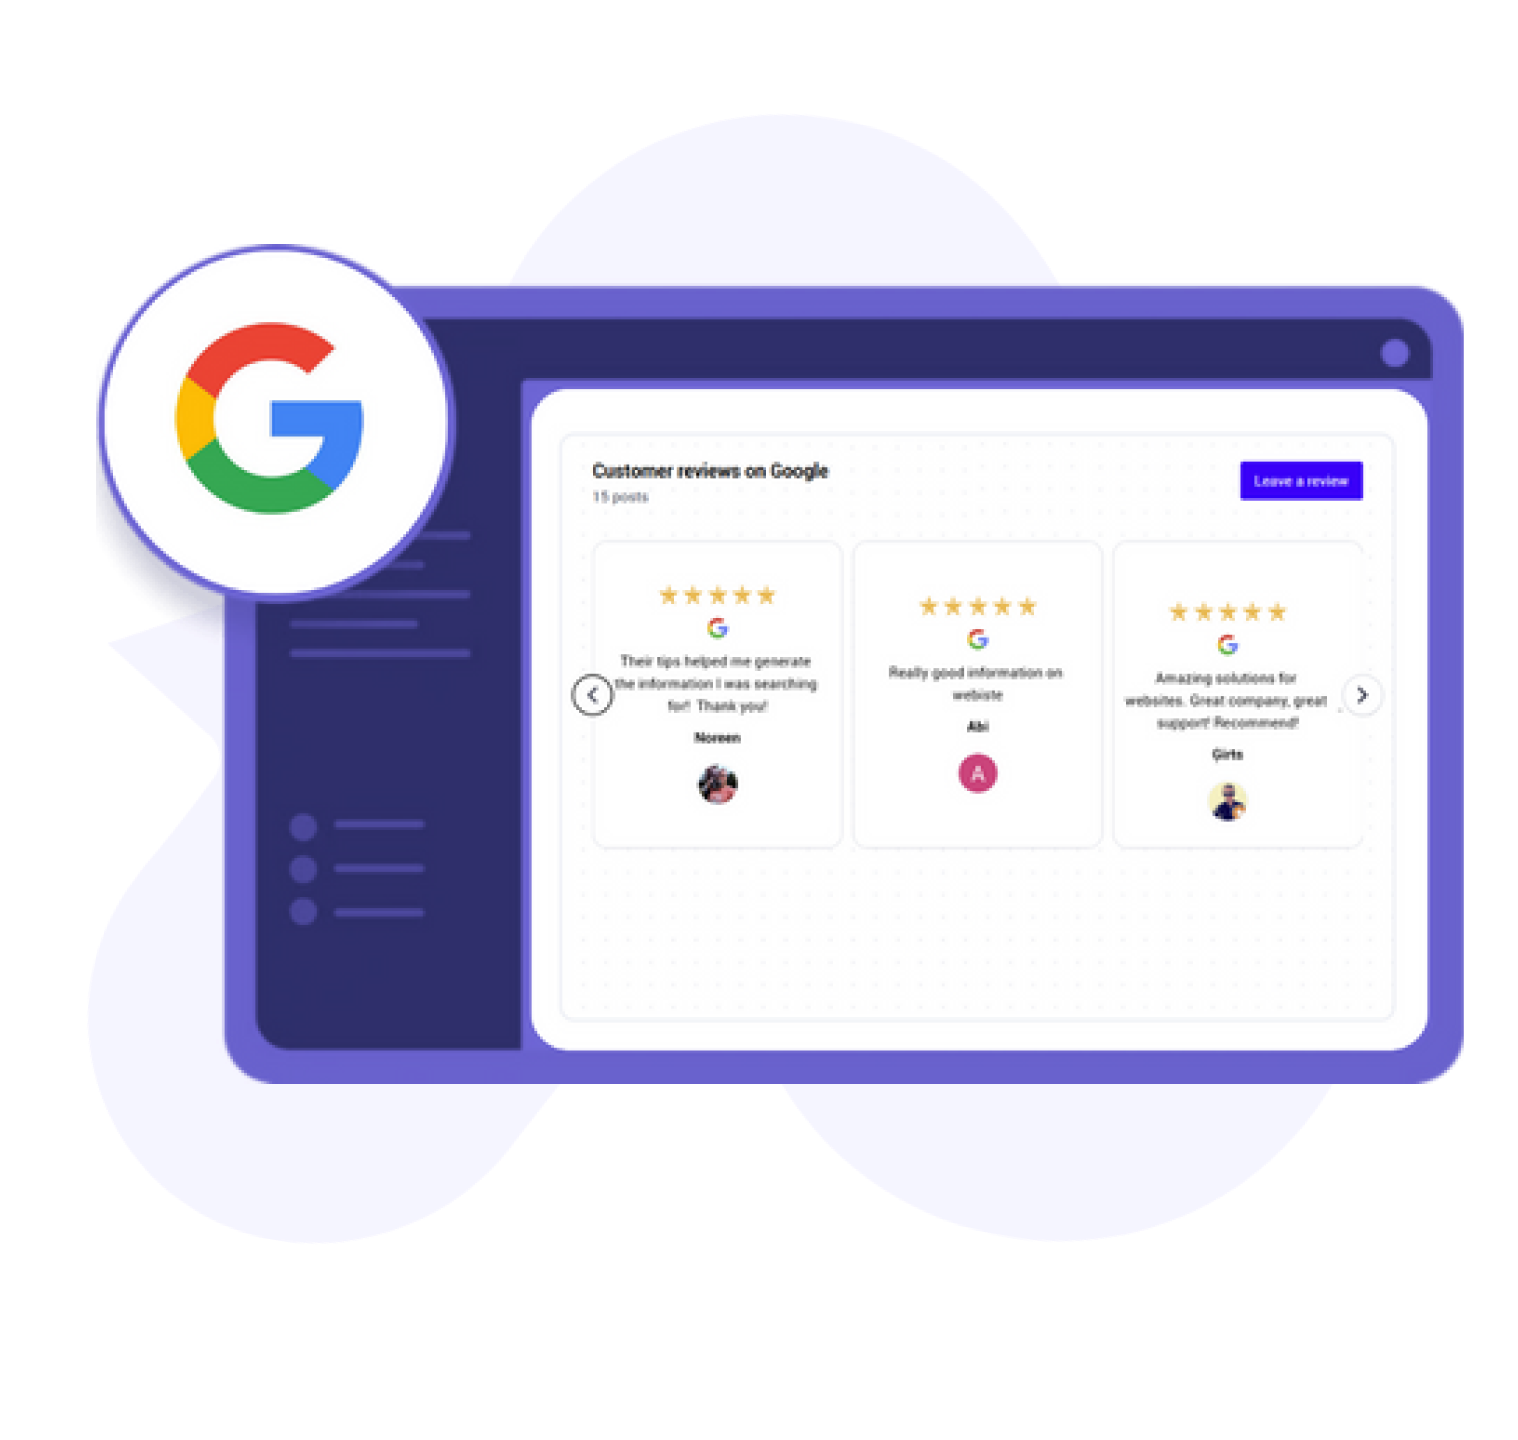 Customer reviews on Google
15 posts
Leave a review
Their tips helped me generate
the information I was searching
for! Thank you!
Noreen
Really good information on
webiste
Abi
A
Amazing solutions for
websites. Great company, great
support! Recommend!
Girts